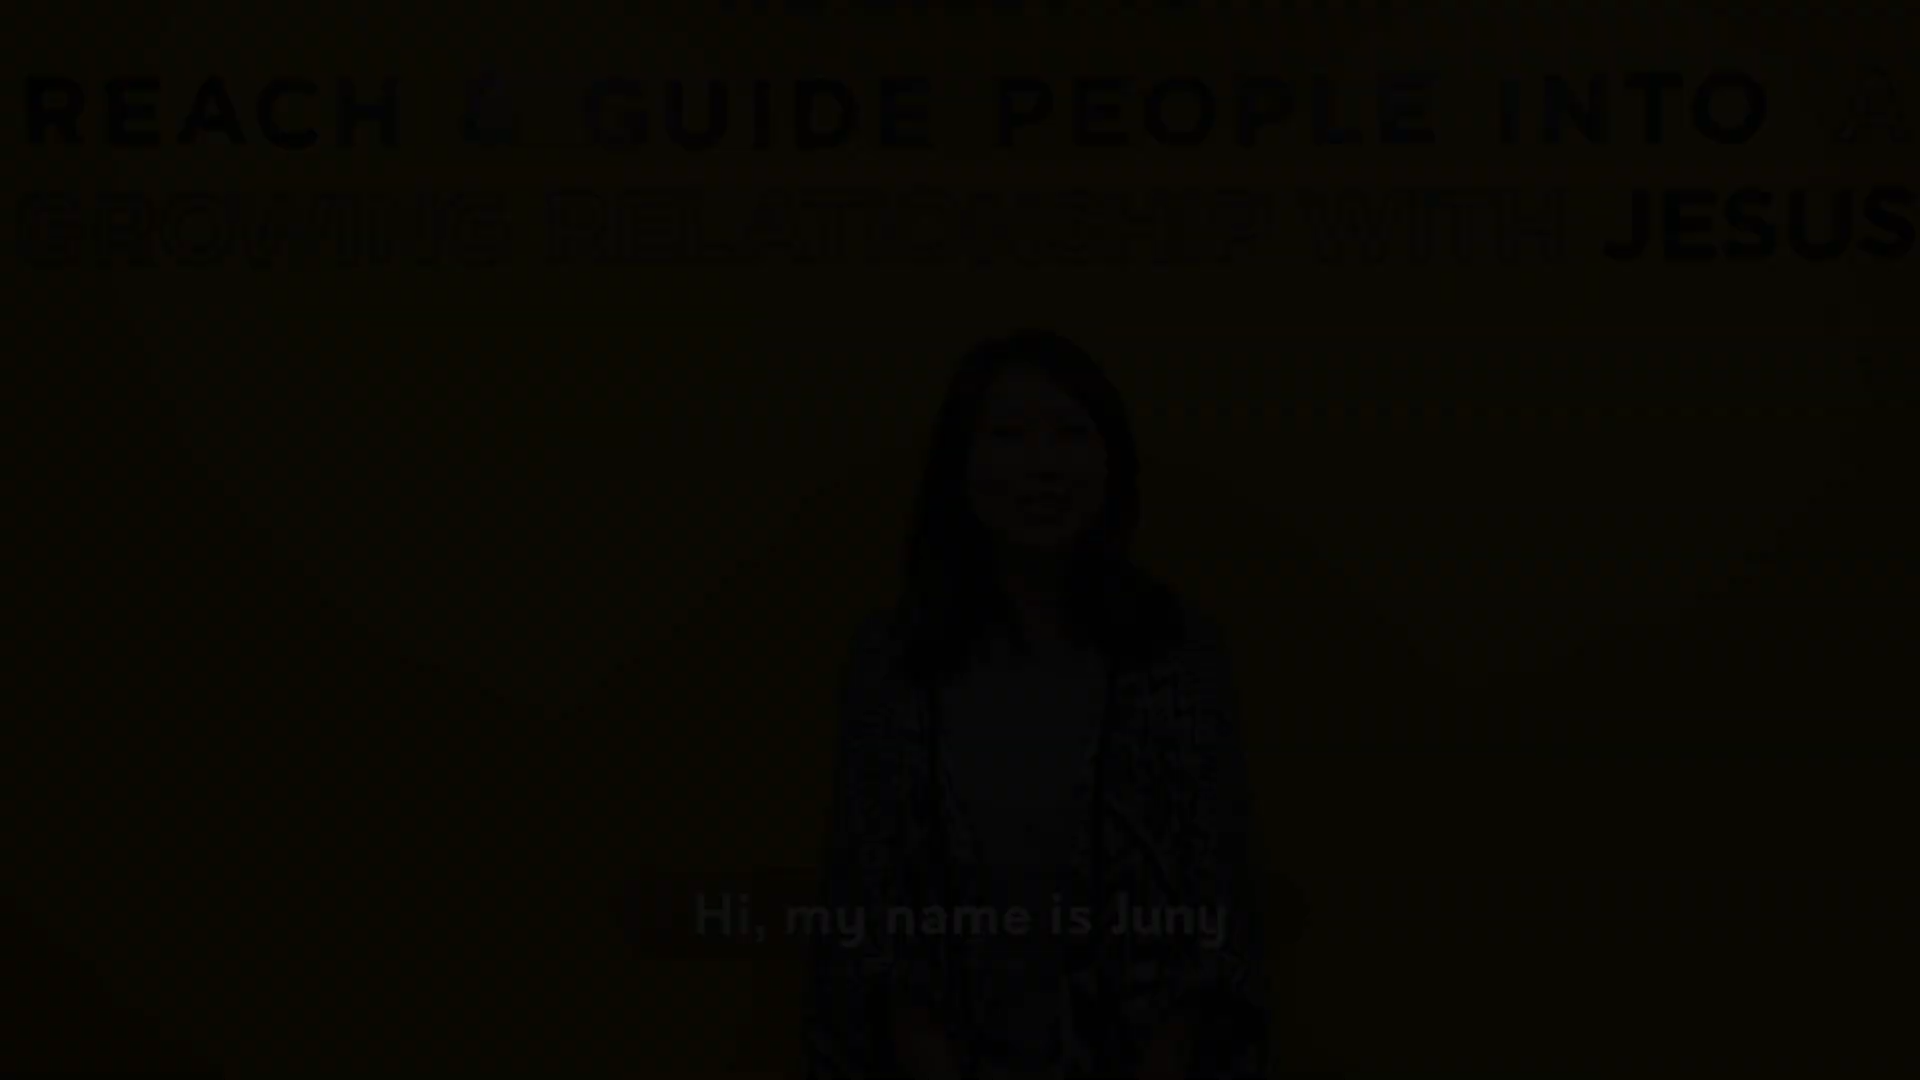 REACH & GUIDE PEOPLE INTO A
GROWING RELATIONSHIP WITH JESUS
Hi, my name is Juny